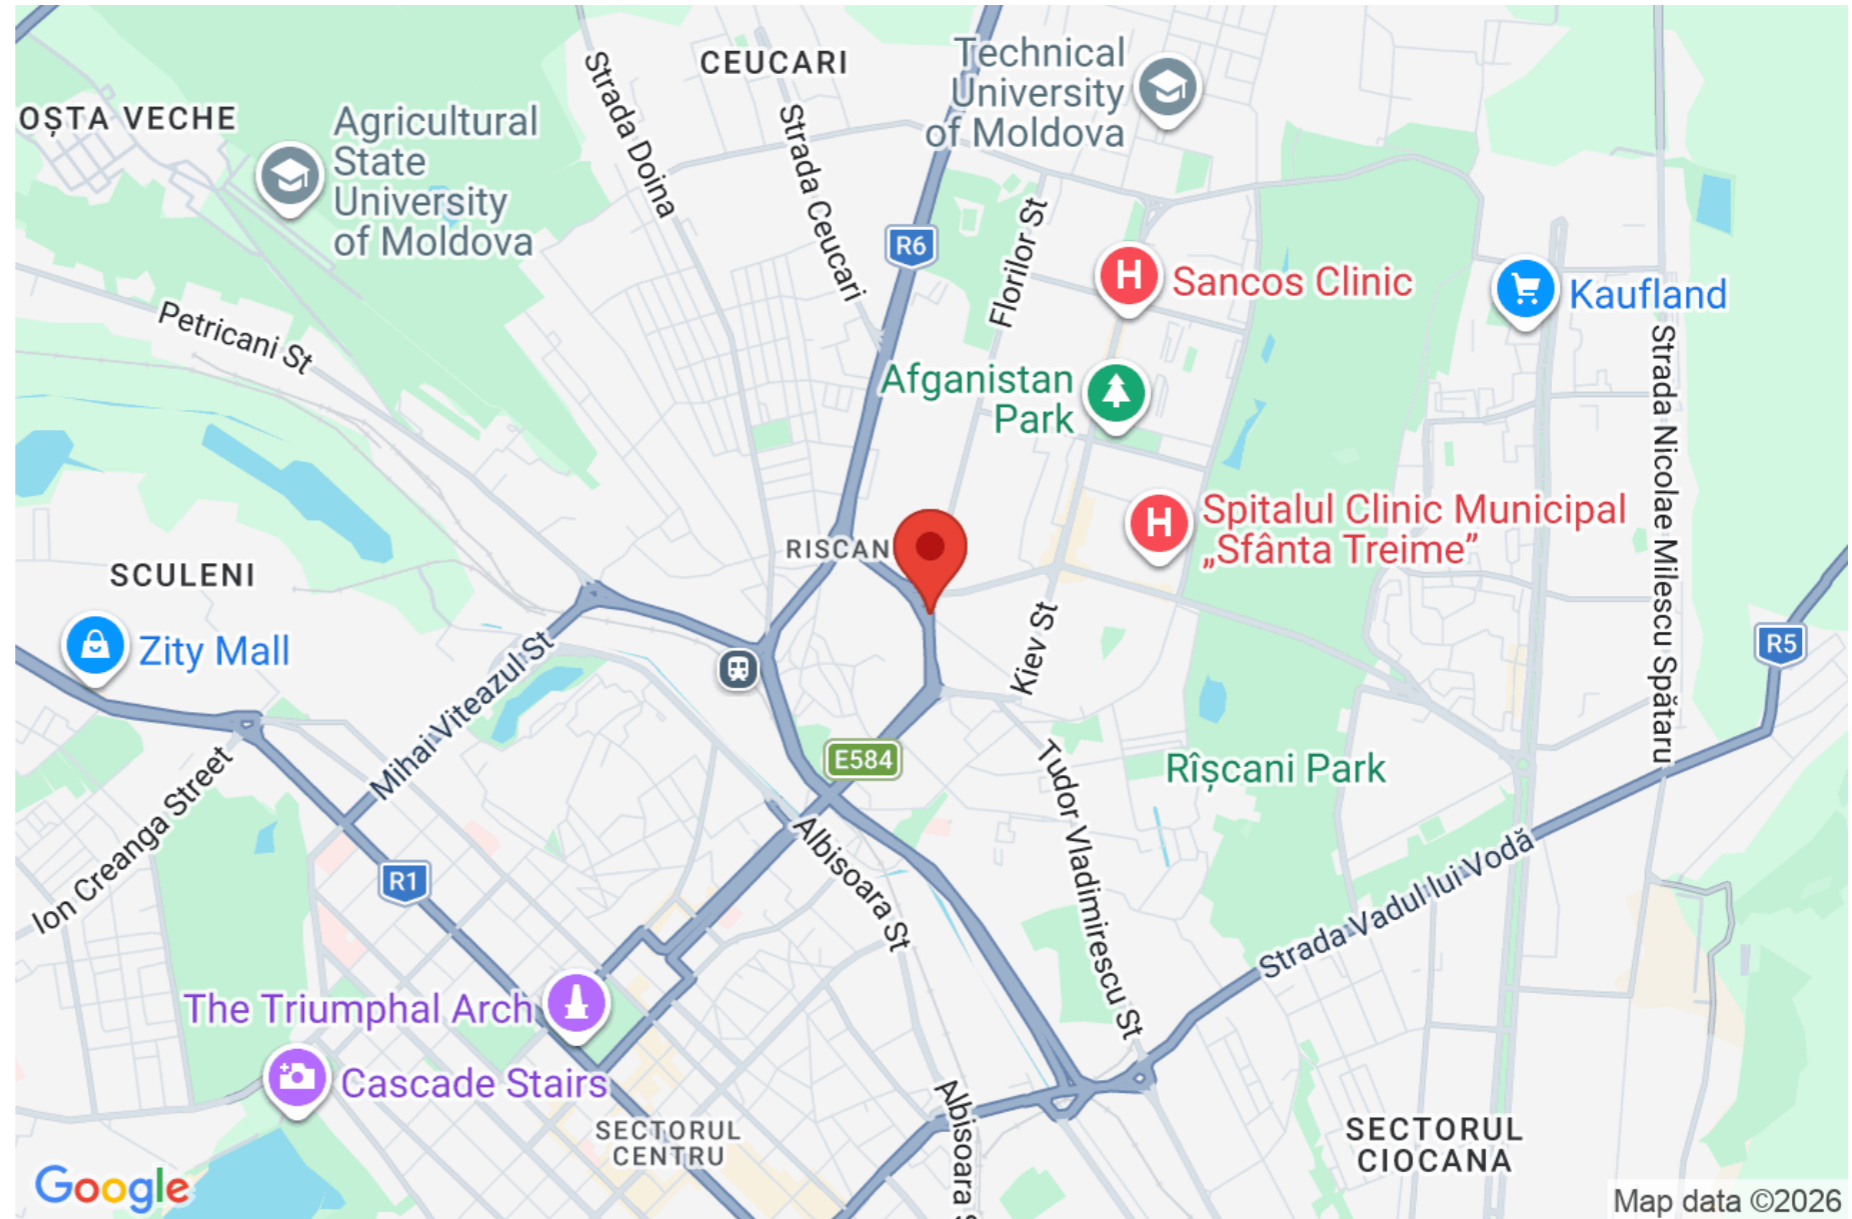 CEUCARI
Technical
University
of Moldova
OȘTA VECHE
Agricultural
State
University
of Moldova
Strada Doina
Strada Ceucari
R6
Florilor St
Sancos Clinic
Kaufland
Petricani St
Afganistan
Park
Strada Nicolae Milescu Spătaru
Spitalul Clinic Municipal
„Sfânta Treime”
RISCAN
SCULENI
Zity Mall
Mihai Viteazul St
Kiev St
R5
E584
Tudor Vladimirescu St
Rîșcani Park
Ion Creanga Street
R1
Albisoara St
Strada Vadul lui Vodă
The Triumphal Arch
Cascade Stairs
Albisoara S
SECTORUL
CENTRU
SECTORUL
CIOCANA
Google
Map data ©2026